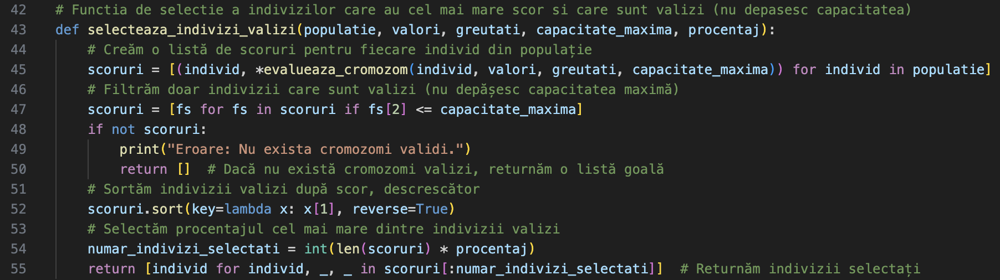 42 # Functia de selectie a indivizilor care au cel mai mare scor si care sunt valizi (nu depasesc capacitatea)
43 def selecteaza_indivizi_valizi(populatie, valori, greutati, capacitate_maxima, procentaj):
44     # Creăm o listă de scoruri pentru fiecare individ din populație
45     scoruri = [(individ, *evalueaza_cromozom(individ, valori, greutati, capacitate_maxima)) for individ in populatie]
46     # Filtrăm doar indivizii care sunt valizi (nu depășesc capacitatea maximă)
47     scoruri = [fs for fs in scoruri if fs[2] <= capacitate_maxima]
48     if not scoruri:
49         print("Eroare: Nu exista cromozomi validi.")
50         return []  # Dacă nu există cromozomi valizi, returnăm o listă goală
51     # Sortăm indivizii valizi după scor, descrescător
52     scoruri.sort(key=lambda x: x[1], reverse=True)
53     # Selectăm procentajul cel mai mare dintre indivizii valizi
54     numar_indivizi_selectati = int(len(scoruri) * procentaj)
55     return [individ for individ, _, _ in scoruri[:numar_indivizi_selectati]]  # Returnăm indivizii selectați